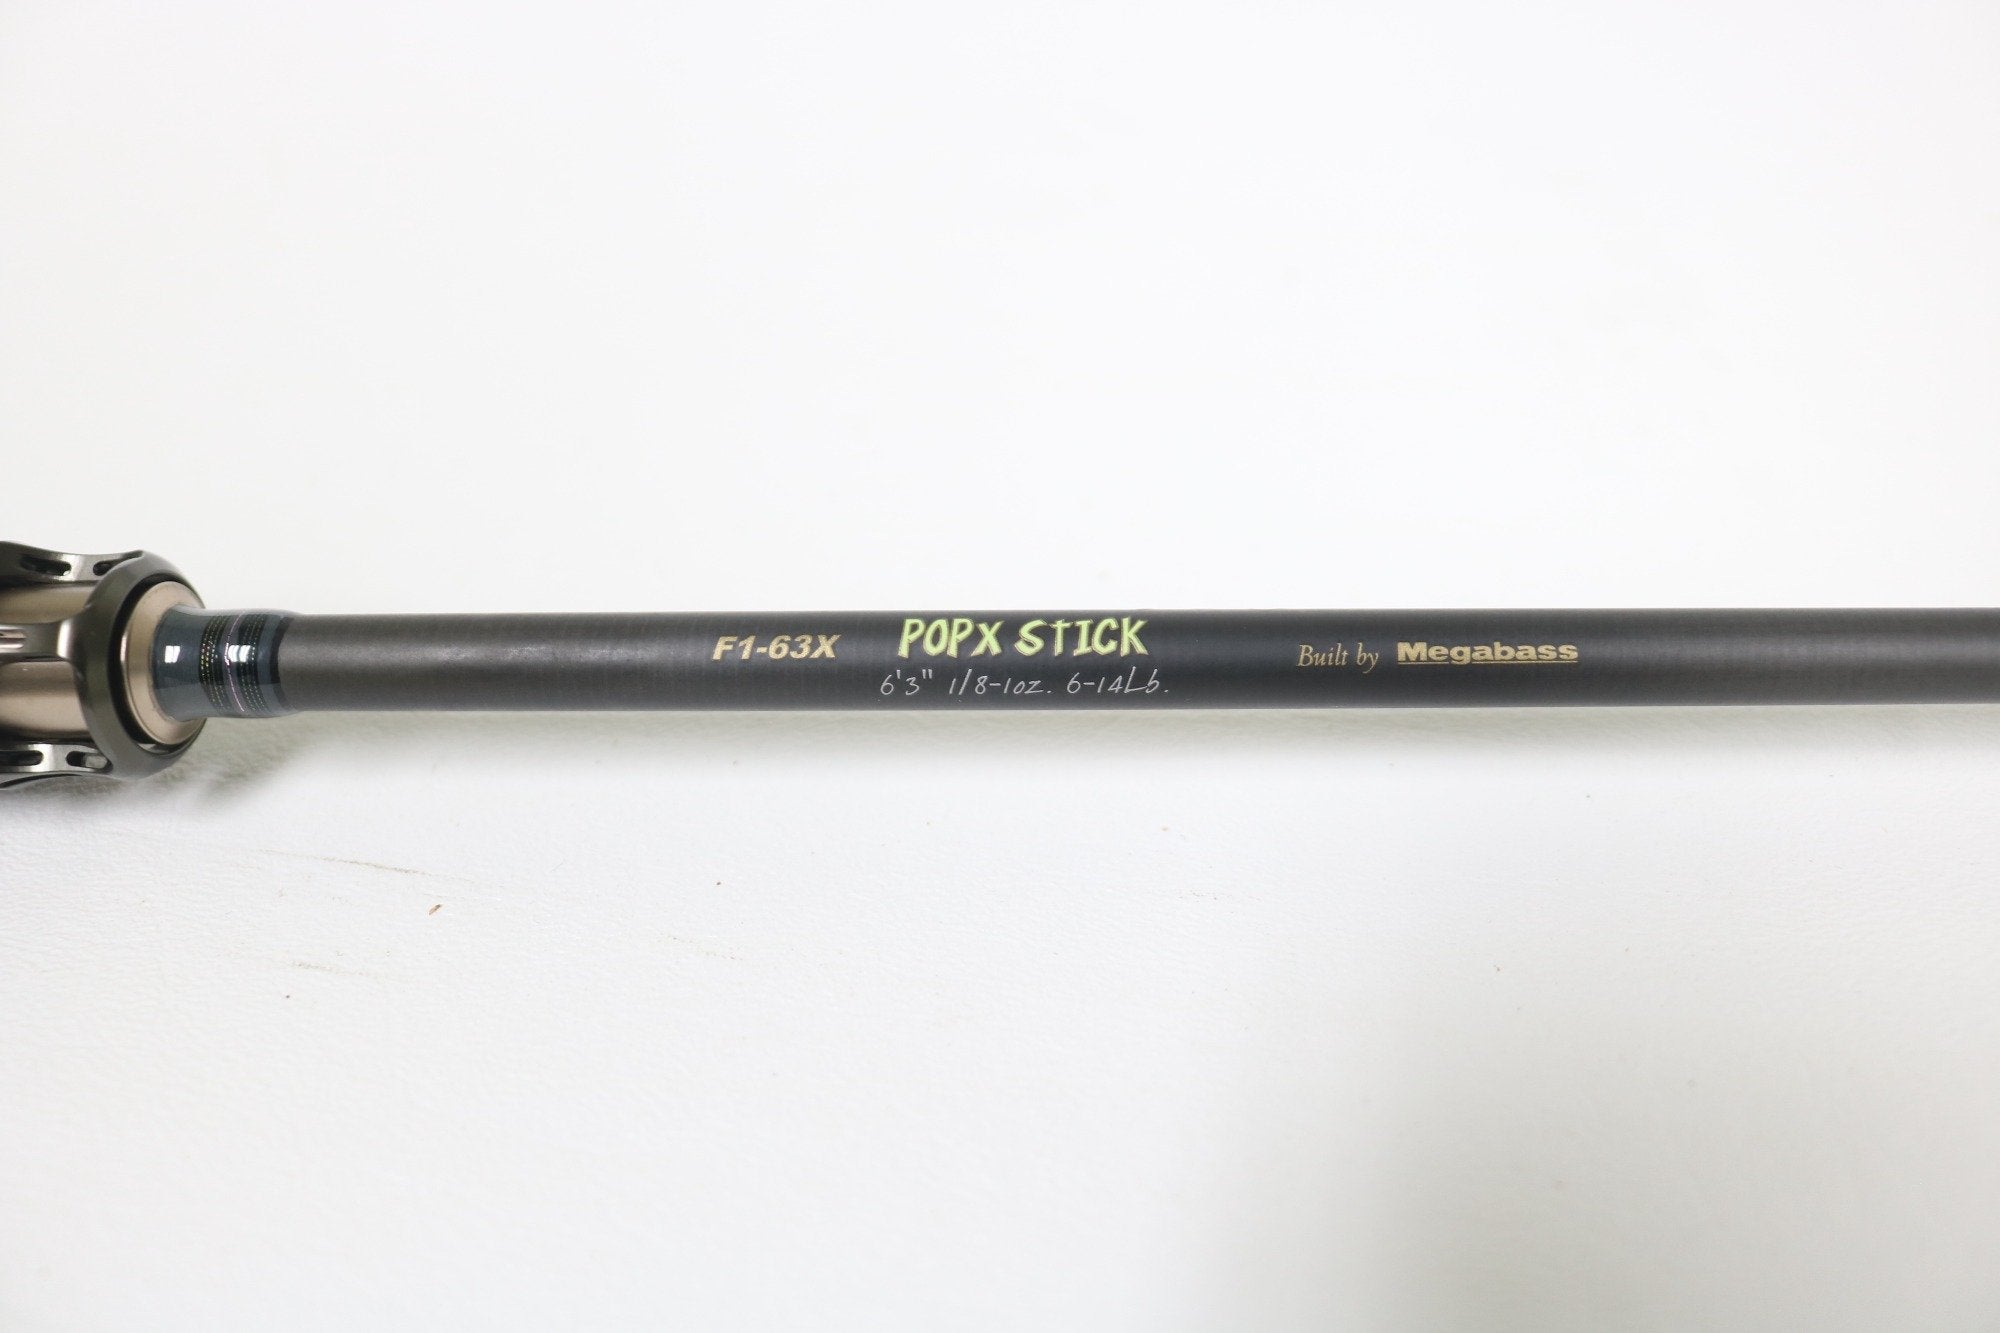 F1-63X POPX STICK Built by Megabass
6'3" 1/8-1oz. 6-14Lb.